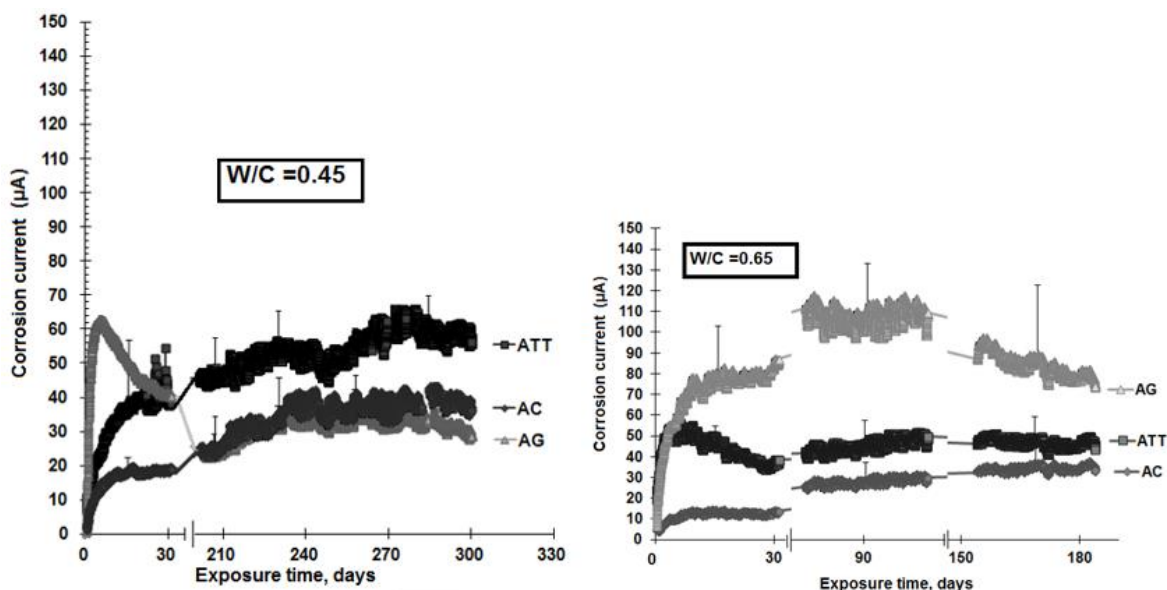 150
140
130
120
110
100
90
80
70
60
50
40
30
20
10
0
Corrosion current (µA)
W/C =0.45
ATT
AC
AG
0 30 210 240 270 300 330
Exposure time, days
150
140
130
120
110
100
90
80
70
60
50
40
30
20
10
0
Corrosion current (µA)
W/C =0.65
AG
ATT
AC
0 30 90 150 180
Exposure time, days